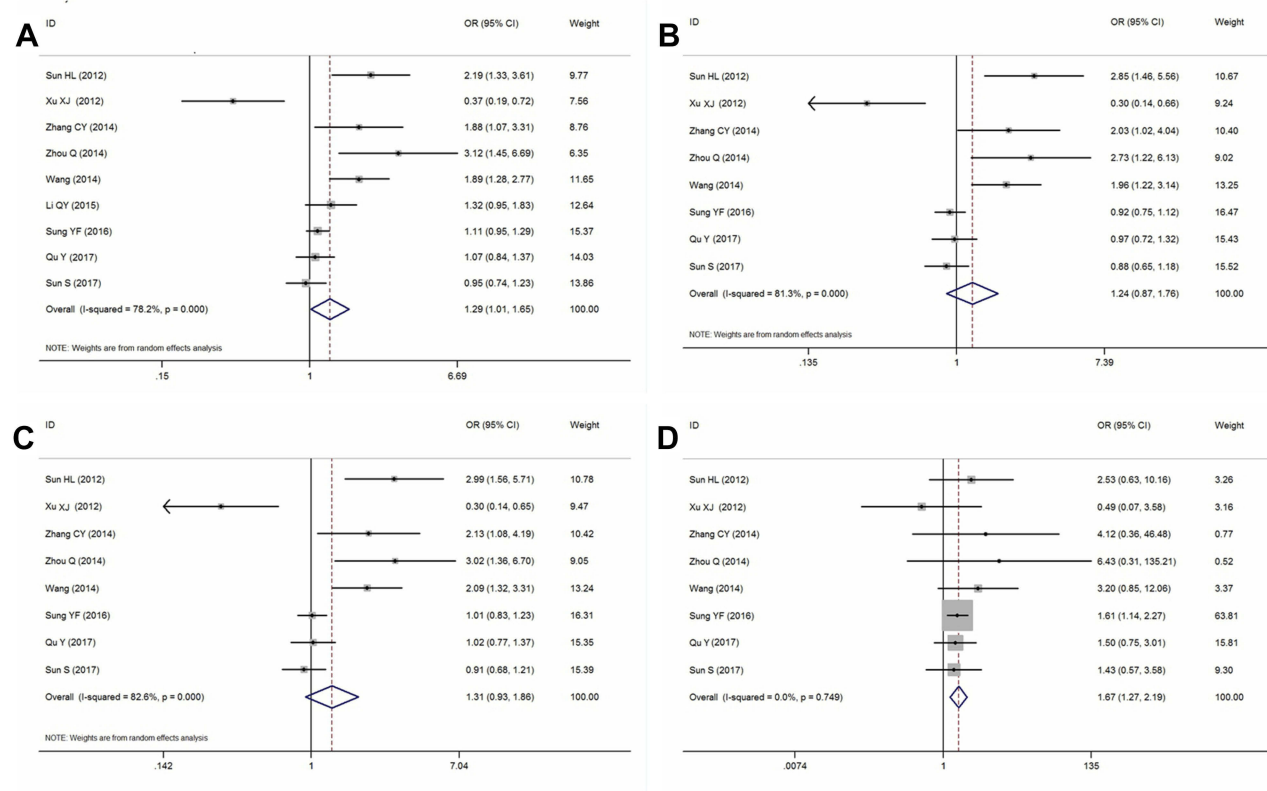 A
ID OR (95% CI) Weight
Sun HL (2012) 2.19 (1.33, 3.61) 9.77
Xu XJ (2012) 0.37 (0.19, 0.72) 7.56
Zhang CY (2014) 1.88 (1.07, 3.31) 8.76
Zhou Q (2014) 3.12 (1.45, 6.69) 6.35
Wang (2014) 1.89 (1.28, 2.77) 11.65
Li QY (2015) 1.32 (0.95, 1.83) 12.64
Sung YF (2016) 1.11 (0.95, 1.29) 15.37
Qu Y (2017) 1.07 (0.84, 1.37) 14.03
Sun S (2017) 0.95 (0.74, 1.23) 13.86
Overall (I-squared = 78.2%, p = 0.000) 1.29 (1.01, 1.65) 100.00
NOTE: Weights are from random effects analysis
.15 1 6.69
B
ID OR (95% CI) Weight
Sun HL (2012) 2.85 (1.46, 5.56) 10.67
Xu XJ (2012) 0.30 (0.14, 0.66) 9.24
Zhang CY (2014) 2.03 (1.02, 4.04) 10.40
Zhou Q (2014) 2.73 (1.22, 6.13) 9.02
Wang (2014) 1.96 (1.22, 3.14) 13.25
Sung YF (2016) 0.92 (0.75, 1.12) 16.47
Qu Y (2017) 0.97 (0.72, 1.32) 15.43
Sun S (2017) 0.88 (0.65, 1.18) 15.52
Overall (I-squared = 81.3%, p = 0.000) 1.24 (0.87, 1.76) 100.00
NOTE: Weights are from random effects analysis
.135 1 7.39
C
ID OR (95% CI) Weight
Sun HL (2012) 2.99 (1.56, 5.71) 10.78
Xu XJ (2012) 0.30 (0.14, 0.65) 9.47
Zhang CY (2014) 2.13 (1.08, 4.19) 10.42
Zhou Q (2014) 3.02 (1.36, 6.70) 9.05
Wang (2014) 2.09 (1.32, 3.31) 13.24
Sung YF (2016) 1.01 (0.83, 1.23) 16.31
Qu Y (2017) 1.02 (0.77, 1.37) 15.35
Sun S (2017) 0.91 (0.68, 1.21) 15.39
Overall (I-squared = 82.6%, p = 0.000) 1.31 (0.93, 1.86) 100.00
NOTE: Weights are from random effects analysis
.142 1 7.04
D
ID OR (95% CI) Weight
Sun HL (2012) 2.53 (0.63, 10.16) 3.26
Xu XJ (2012) 0.49 (0.07, 3.58) 3.16
Zhang CY (2014) 4.12 (0.36, 46.48) 0.77
Zhou Q (2014) 6.43 (0.31, 135.21) 0.52
Wang (2014) 3.20 (0.85, 12.06) 3.37
Sung YF (2016) 1.61 (1.14, 2.27) 63.81
Qu Y (2017) 1.50 (0.75, 3.01) 15.81
Sun S (2017) 1.43 (0.57, 3.58) 9.30
Overall (I-squared = 0.0%, p = 0.749) 1.67 (1.27, 2.19) 100.00
.0074 1 135